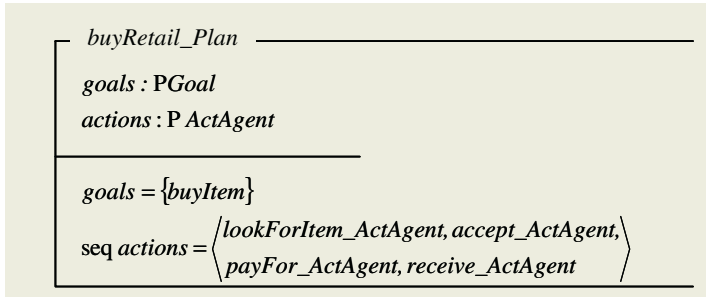 buyRetail_Plan
goals : PGoal
actions : P ActAgent
goals = {buyItem}
seq actions = ⟨lookForItem_ActAgent, accept_ActAgent,
payFor_ActAgent, receive_ActAgent⟩